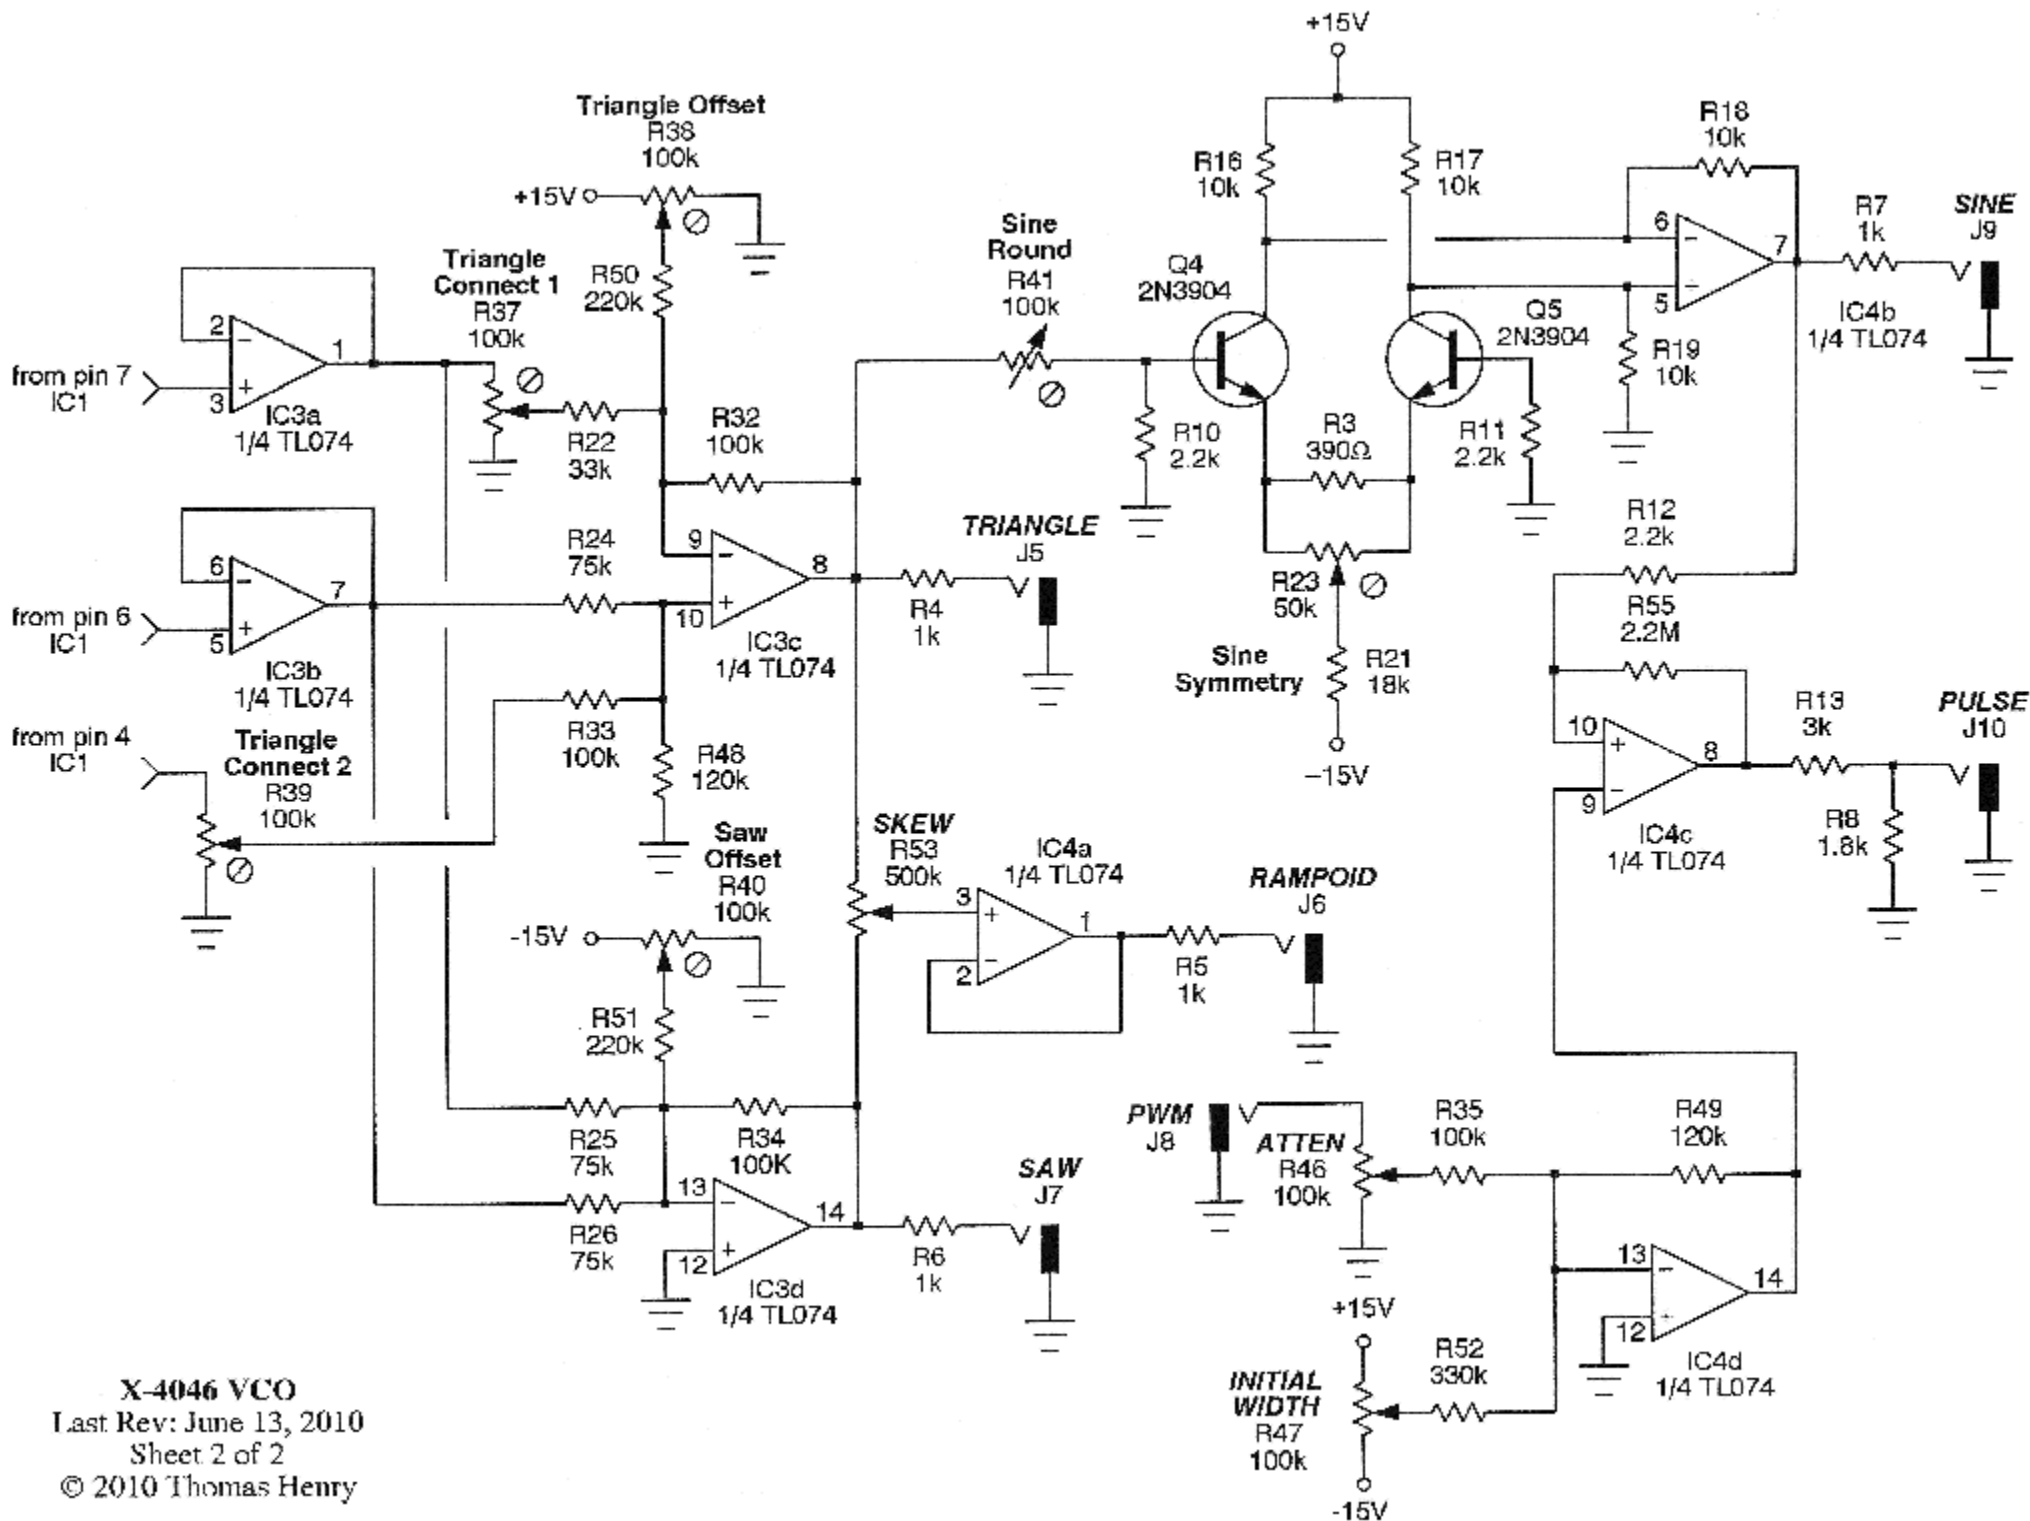 +15V
Triangle Offset
R38
100k
+15V
R50
220k
Triangle
Connect 1
R37
100k
2
−
1
from pin 7
IC1
+
3
IC3a
1/4 TL074
R22
33k
R32
100k
6
−
7
from pin 6
IC1
+
5
IC3b
1/4 TL074
R24
75k
9
−
8
+
10
IC3c
1/4 TL074
from pin 4
IC1
Triangle
Connect 2
R39
100k
R33
100k
R48
120k
TRIANGLE
J5
R4
1k
Sine
Round
R41
100k
R16
10k
R17
10k
Q4
2N3904
Q5
2N3904
R10
2.2k
R3
390Ω
R11
2.2k
R23
50k
Sine
Symmetry
R21
18k
−15V
R18
10k
6
−
7
5
IC4b
1/4 TL074
R19
10k
R7
1k
SINE
J9
R12
2.2k
R55
2.2M
10
+
8
−
9
IC4c
1/4 TL074
R13
3k
R8
1.8k
PULSE
J10
Saw
Offset
R40
100k
-15V
R51
220k
R25
75k
R34
100K
R26
75k
13
−
14
+
12
IC3d
1/4 TL074
SKEW
R53
500k
IC4a
1/4 TL074
3
+
1
−
2
R5
1k
RAMPOID
J6
SAW
J7
R6
1k
PWM
J8
ATTEN
R46
100k
R35
100k
R49
120k
+15V
INITIAL
WIDTH
R47
100k
-15V
R52
330k
13
−
14
+
12
IC4d
1/4 TL074
X-4046 VCO
Last Rev: June 13, 2010
Sheet 2 of 2
© 2010 Thomas Henry